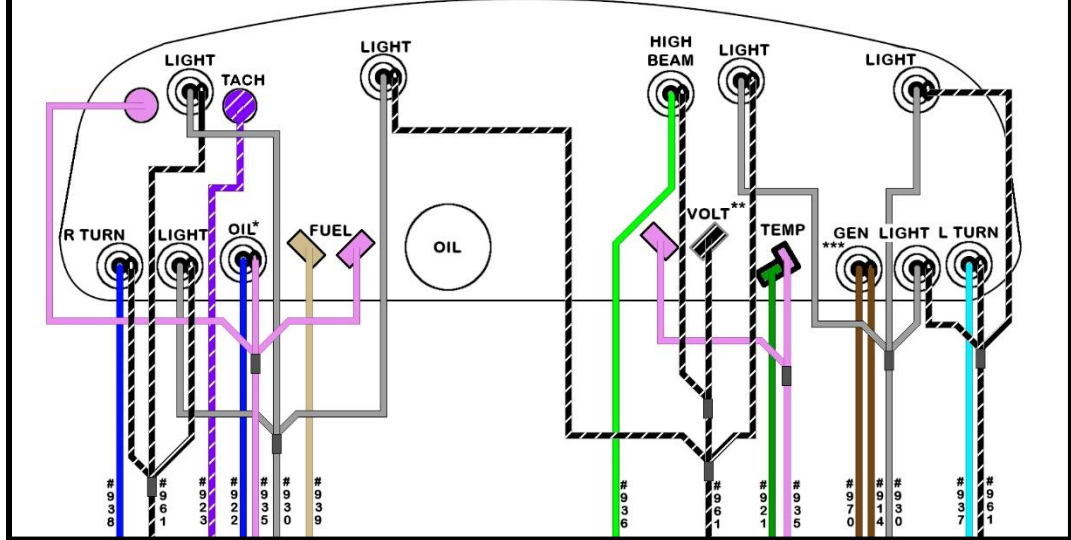 LIGHT
TACH
LIGHT
HIGH
BEAM
LIGHT
LIGHT
R TURN
LIGHT
OIL*
FUEL
OIL
VOLT**
TEMP
GEN
***
LIGHT
L TURN
#938
#961
#923
#922
#935
#930
#939
#936
#961
#921
#935
#970
#914
#930
#937
#961